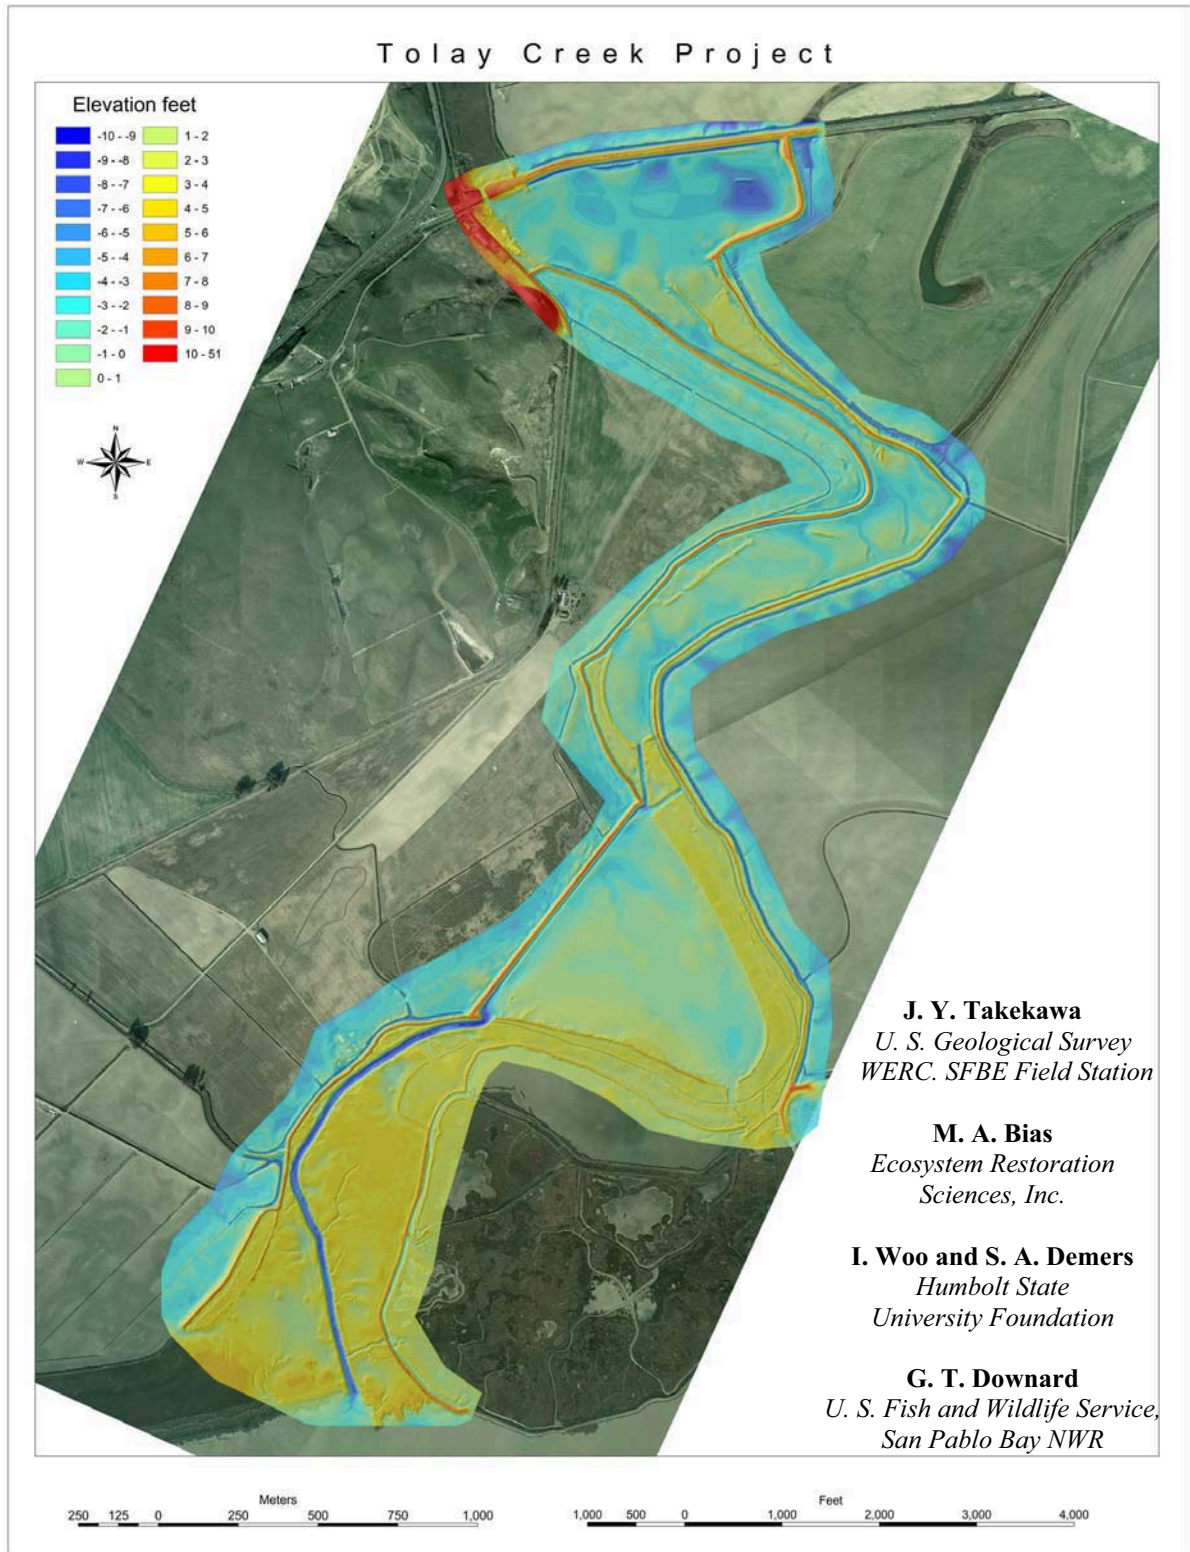 Tolay Creek Project
Elevation feet
-10 - -9
-9 - -8
-8 - -7
-7 - -6
-6 - -5
-5 - -4
-4 - -3
-3 - -2
-2 - -1
-1 - 0
0 - 1
1 - 2
2 - 3
3 - 4
4 - 5
5 - 6
6 - 7
7 - 8
8 - 9
9 - 10
10 - 51
N
W E
S
J. Y. Takekawa
U. S. Geological Survey
WERC. SFBE Field Station
M. A. Bias
Ecosystem Restoration
Sciences, Inc.
I. Woo and S. A. Demers
Humbolt State
University Foundation
G. T. Downard
U. S. Fish and Wildlife Service,
San Pablo Bay NWR
Meters
250 125 0 250 500 750 1,000
Feet
1,000 500 0 1,000 2,000 3,000 4,000